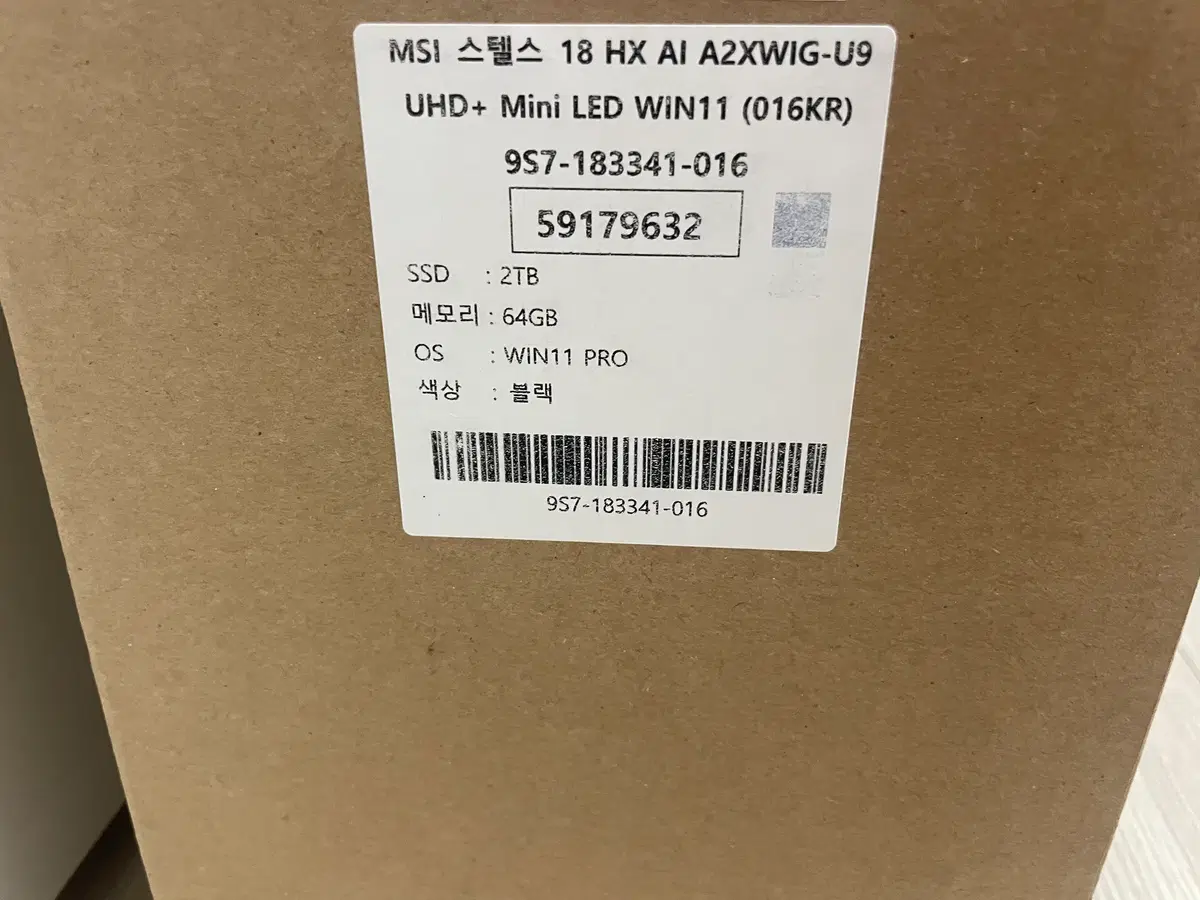 MSI 스텔스 18 HX AI A2XWIG-U9
UHD+ Mini LED WIN11 (016KR)
9S7-183341-016
59179632
SSD : 2TB
메모리 : 64GB
OS : WIN11 PRO
색상 : 블랙
9S7-183341-016